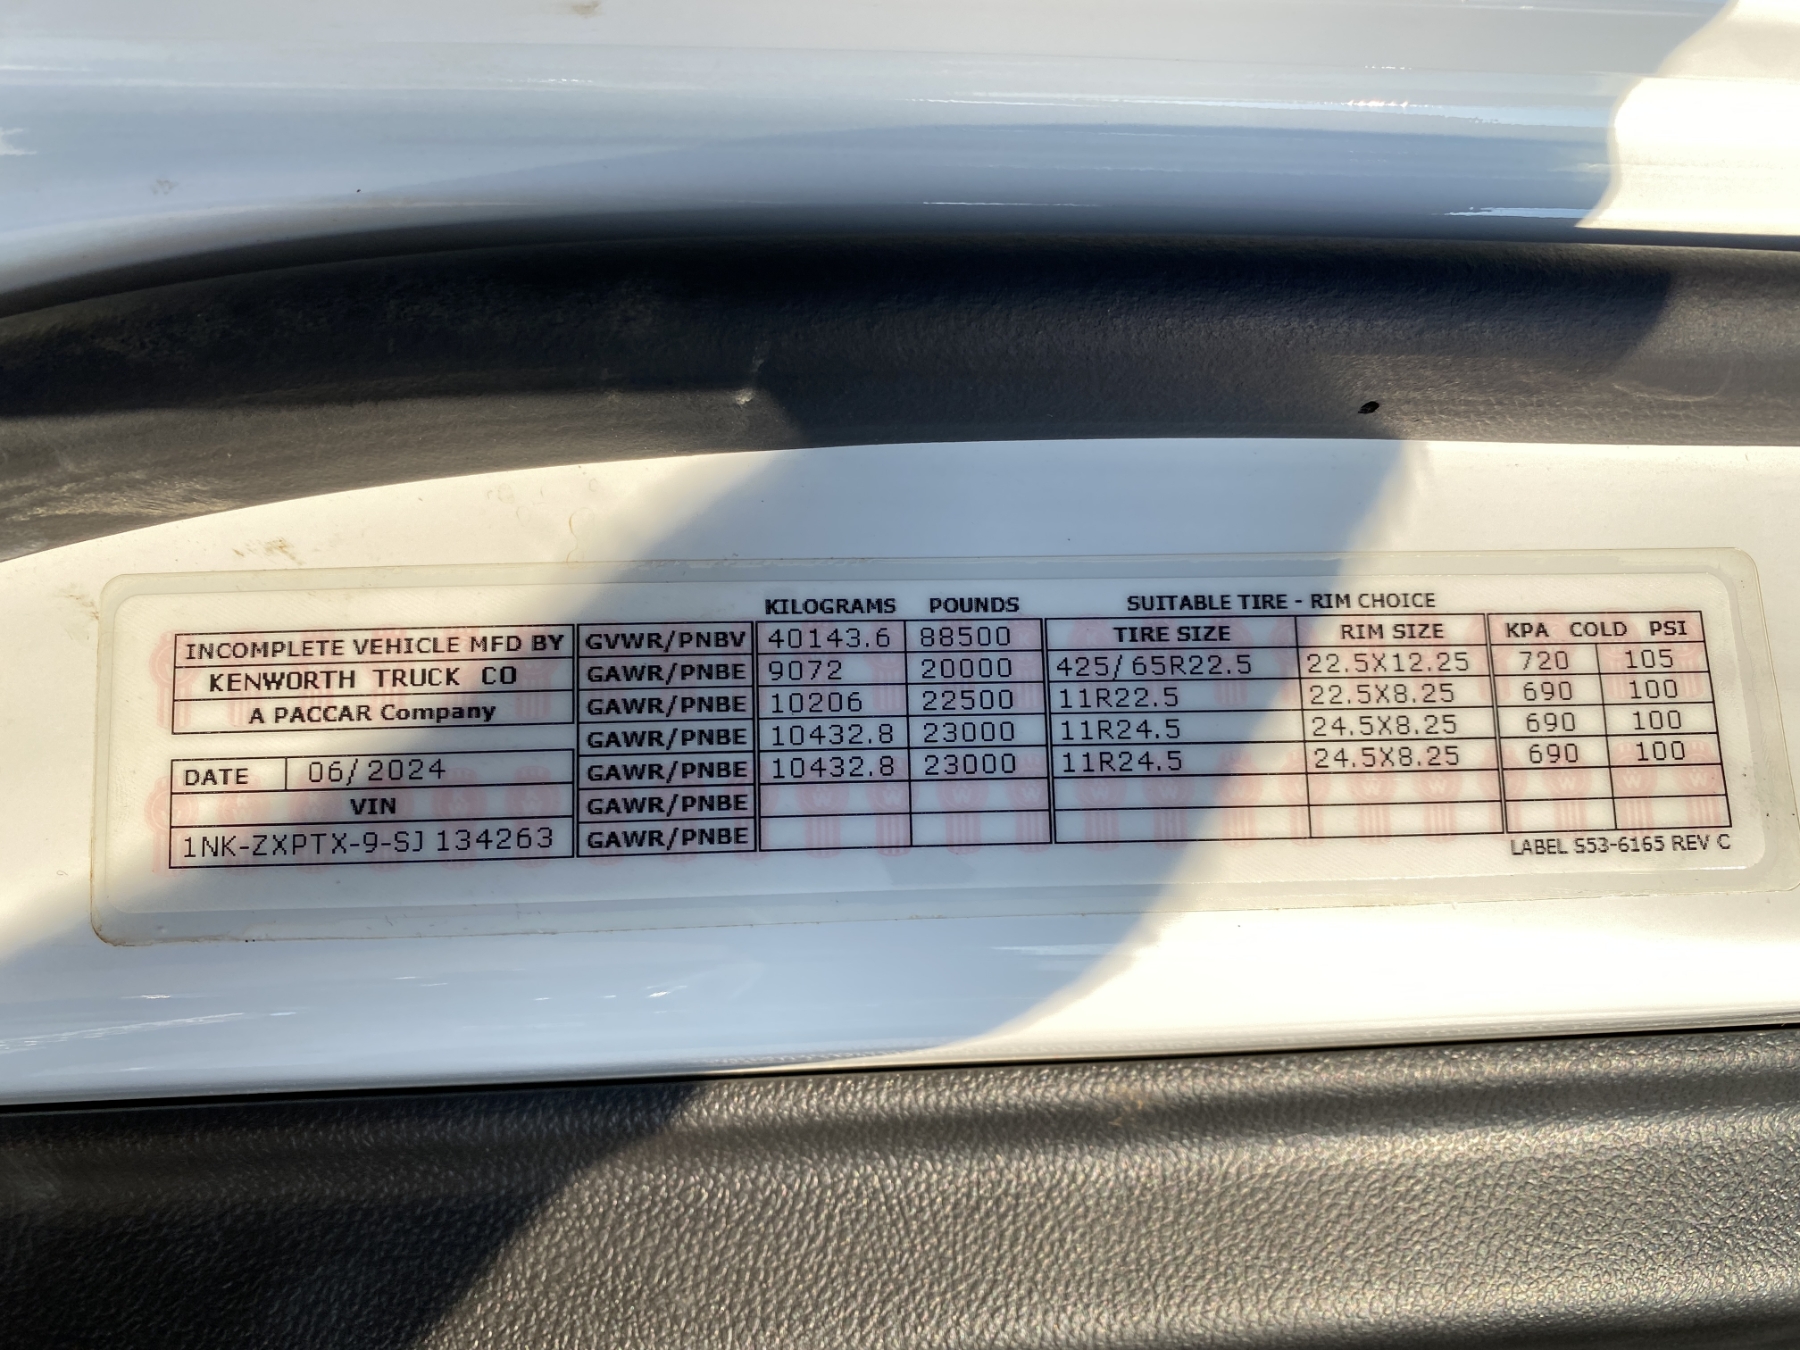 KILOGRAMS POUNDS SUITABLE TIRE - RIM CHOICE
INCOMPLETE VEHICLE MFD BY
KENWORTH TRUCK CO
A PACCAR Company
DATE 06/2024
VIN
1NK-ZXPTX-9-SJ134263
GVWR/PNBV 40143.6 88500 TIRE SIZE RIM SIZE KPA COLD PSI
GAWR/PNBE 9072 20000 425/65R22.5 22.5X12.25 720 105
GAWR/PNBE 10206 22500 11R22.5 22.5X8.25 690 100
GAWR/PNBE 10432.8 23000 11R24.5 24.5X8.25 690 100
GAWR/PNBE 10432.8 23000 11R24.5 24.5X8.25 690 100
GAWR/PNBE
GAWR/PNBE
LABEL S53-6165 REV C